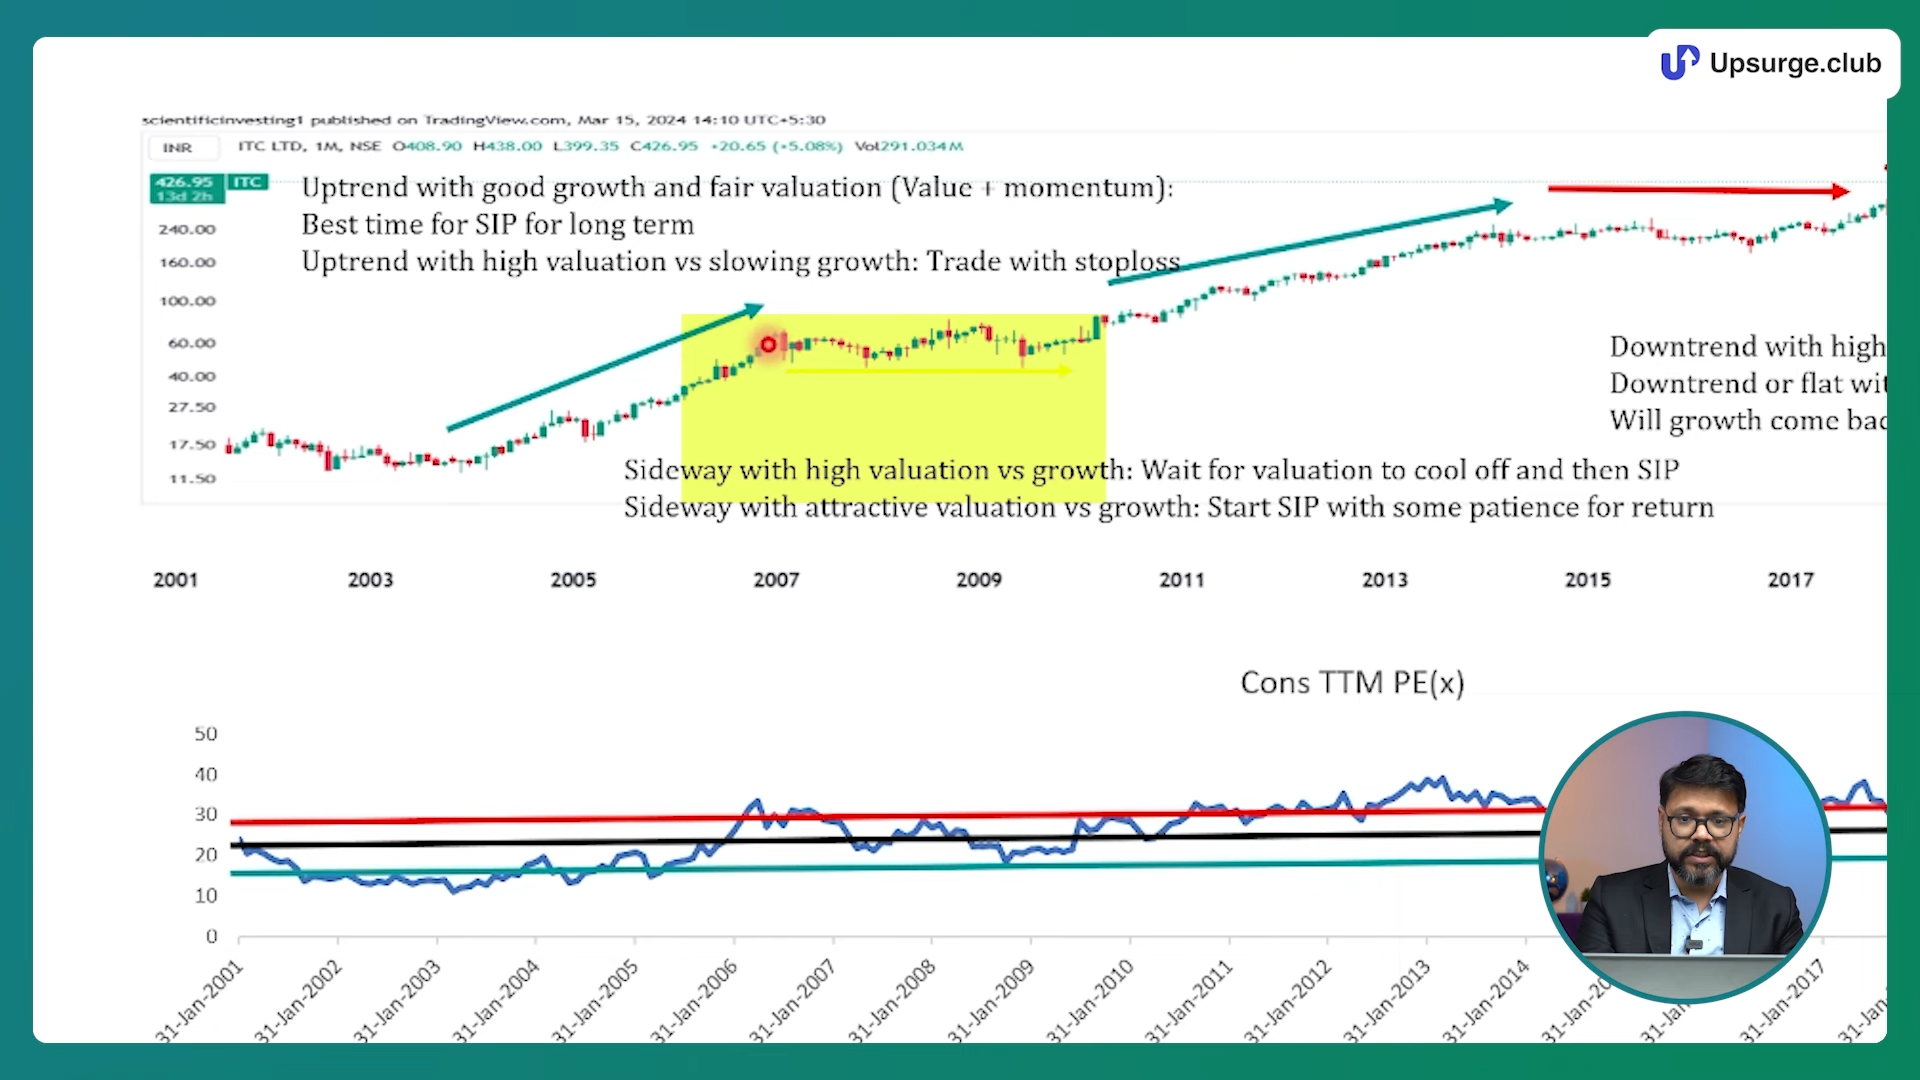 Upsurge.club
scientificinvesting1 published on TradingView.com, Mar 15, 2024 14:10 UTC+5:30
INR
ITC LTD, 1M, NSE O408.90 H438.00 L399.35 C426.95 +20.65 (+5.08%) Vol291.034M
426.95 ITC
13d 2h
Uptrend with good growth and fair valuation (Value + momentum):
Best time for SIP for long term
Uptrend with high valuation vs slowing growth: Trade with stoploss
240.00
160.00
100.00
60.00
40.00
27.50
17.50
11.50
Downtrend with high
Downtrend or flat wit
Will growth come bac
Sideway with high valuation vs growth: Wait for valuation to cool off and then SIP
Sideway with attractive valuation vs growth: Start SIP with some patience for return
2001 2003 2005 2007 2009 2011 2013 2015 2017
Cons TTM PE(x)
50
40
30
20
10
0
31-Jan-2001 31-Jan-2002 31-Jan-2003 31-Jan-2004 31-Jan-2005 31-Jan-2006 31-Jan-2007 31-Jan-2008 31-Jan-2009 31-Jan-2010 31-Jan-2011 31-Jan-2012 31-Jan-2013 31-Jan-2014 31-Jan-2017